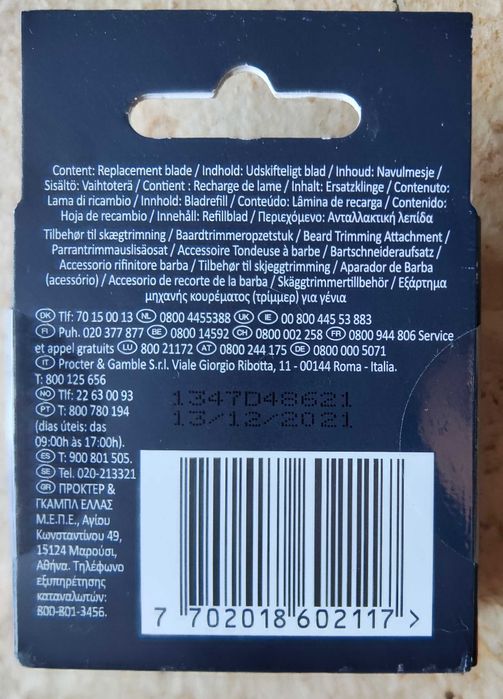 Content: Replacement blade / Indhold: Udskifteligt blad / Inhoud: Navulmesje /
Sisältö: Vaihtoterä / Contient : Recharge de lame / Inhalt: Ersatzklinge / Contenuto:
Lama di ricambio / Innhold: Bladrefill / Conteúdo: Lâmina de recarga / Contenido:
Hoja de recambio / Innehåll: Refillblad / Περιεχόμενο: Ανταλλακτική λεπίδα
Tilbehør til skægtrimning / Baardtrimmeropzetstuk / Beard Trimming Attachment /
Parrantrimmauslisäosat / Accessoire Tondeuse à barbe / Bartschneideraufsatz /
Accessorio rifinitore barba / Tilbehør til skjeggtrimming / Aparador de Barba
(acessório) / Accesorio de recorte de la barba / Skäggtrimmertillbehör / Εξάρτημα
μηχανής κουρέματος (τρίμμερ) για γένια
DK Tlf: 70 15 00 13 NL 0800 4455388 UK / IE 00 800 445 53 883
FI Puh. 020 377 877 BE 0800 14592 CH 0800 002 258 FR 0800 944 806 Service
et appel gratuits LU 800 21172 AT 0800 244 175 DE 0800 000 5071
IT Procter & Gamble S.r.l. Viale Giorgio Ribotta, 11 - 00144 Roma - Italia.
T: 800 125 656
NO Tlf: 22 63 00 93
PT T: 800 780 194
(dias úteis: das
09:00h às 17:00h).
ES T: 900 801 505.
SE Tel. 020-213321
GR ΠΡΟΚΤΕΡ &
ΓΚΑΜΠΛ ΕΛΛΑΣ
Μ.Ε.Π.Ε., Αγίου
Κωνσταντίνου 49,
15124 Μαρούσι,
Αθήνα. Τηλέφωνο
εξυπηρέτησης
καταναλωτών:
800-801-3456.
1347D48621
13/12/2021
7 702018 602117 >